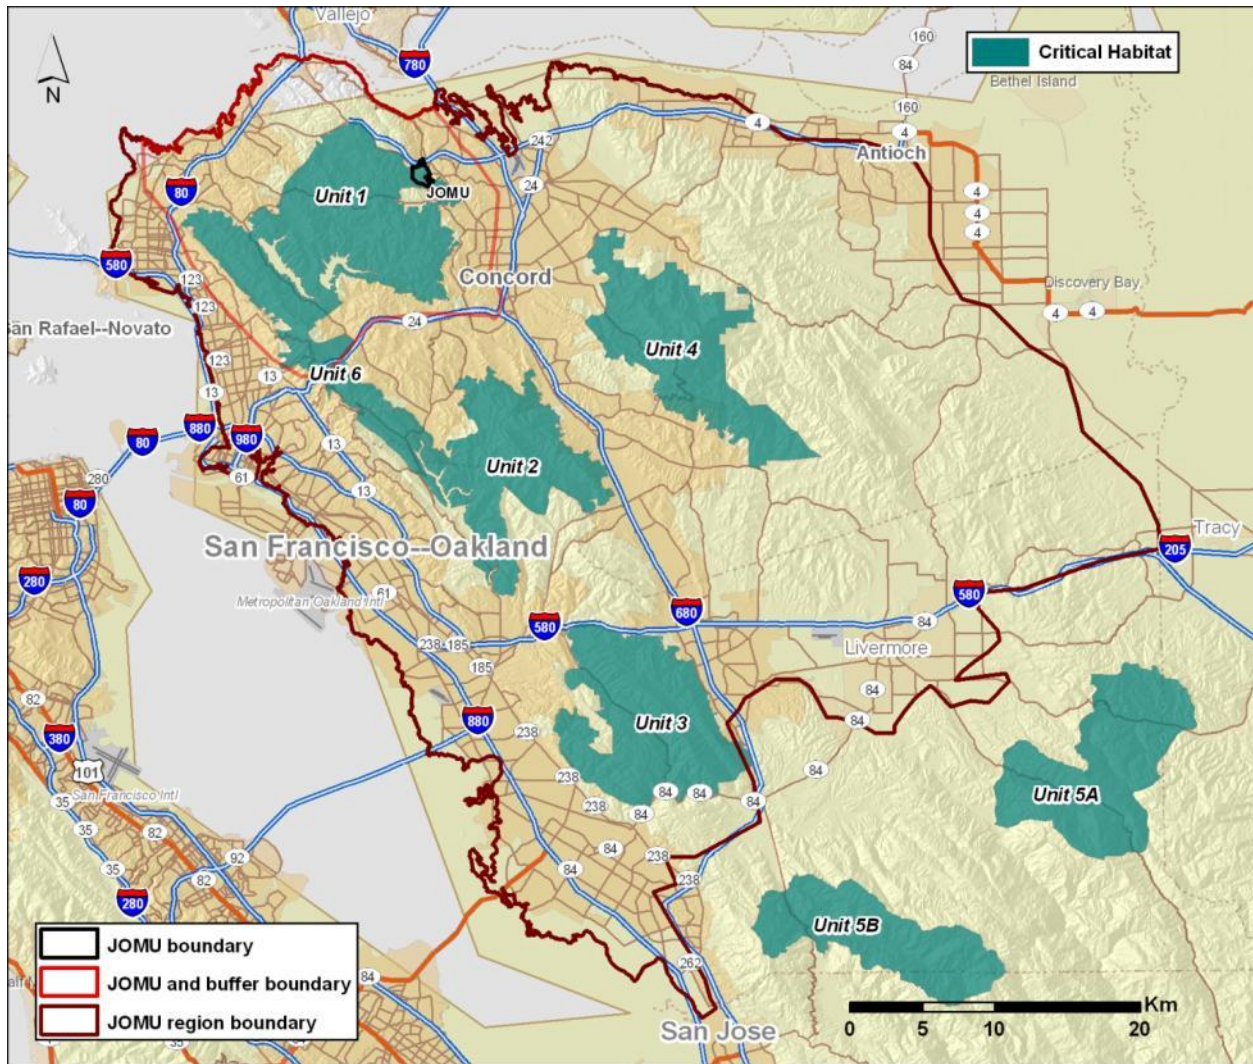 Vallejo
160
84
Critical Habitat
780
Bethel Island
N
160
4
4
242
Antioch
24
4
80
Unit 1
JOMU
4
4
580
123
Concord
Discovery Bay
4
4
123
24
San Rafael--Novato
Unit 4
123
13
Unit 6
13
880
80
980
13
Unit 2
61
280
13
80
San Francisco--Oakland
Tracy
205
280
Metropolitan Oakland Intl
61
580
580
680
84
238
185
Livermore
185
82
84
880
84
380
238
Unit 3
101
238
84
San Francisco Intl
84
84
84
Unit 5A
35
238
84
82
35
92
84
238
35
82
84
238
280
Unit 5B
JOMU boundary
JOMU and buffer boundary
JOMU region boundary
84
262
San Jose
Km
0 5 10 20